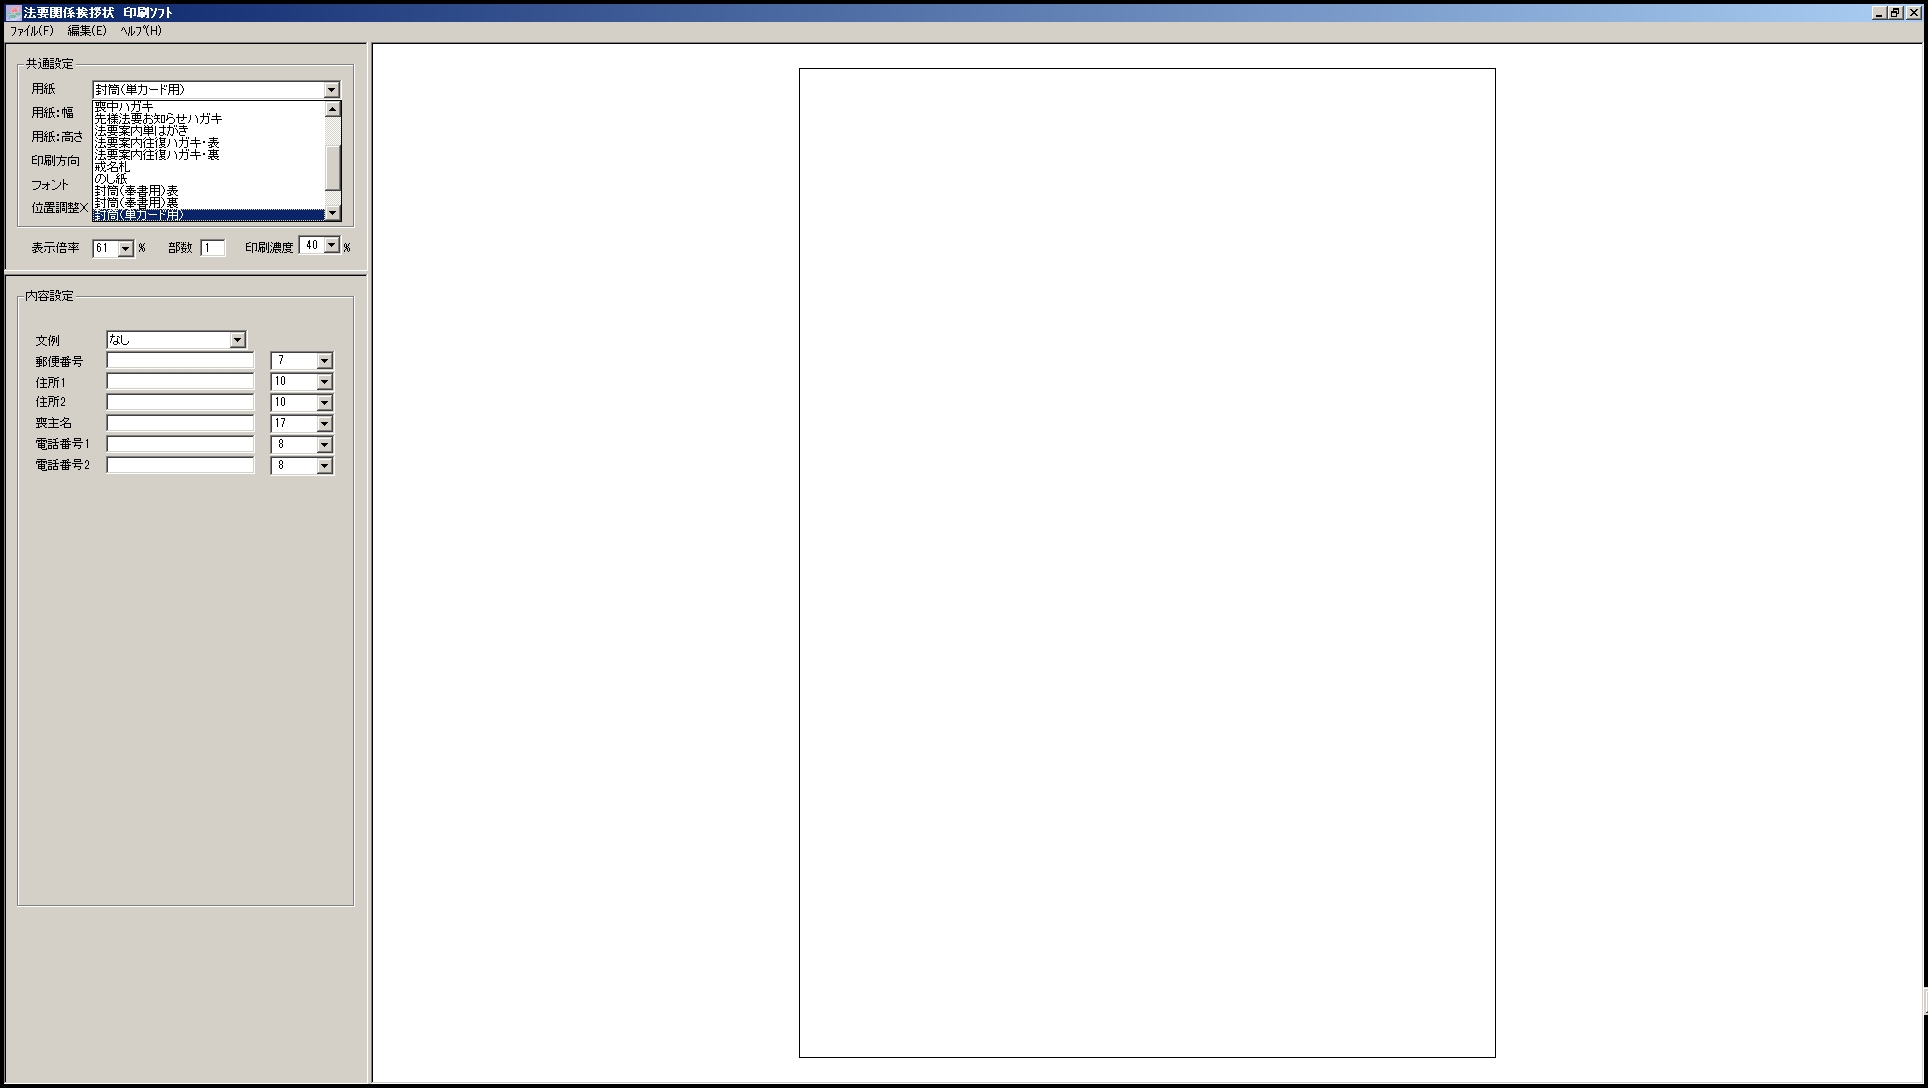 法要関係挨拶状 印刷ソフト
ファイル(F) 編集(E) ヘルプ(H)
共通設定
用紙 封筒(単カード用)
喪中ハガキ
用紙:幅
先様法要お知らせハガキ
法要案内単はがき
用紙:高さ
法要案内往復ハガキ・表
法要案内往復ハガキ・裏
印刷方向
戒名札
のし紙
フォント
封筒(奉書用)表
封筒(奉書用)裏
位置調整X
封筒(単カード用)
表示倍率 61 % 部数 1 印刷濃度 40 %
内容設定
文例 なし
郵便番号 7
住所1 10
住所2 10
喪主名 17
電話番号1 8
電話番号2 8